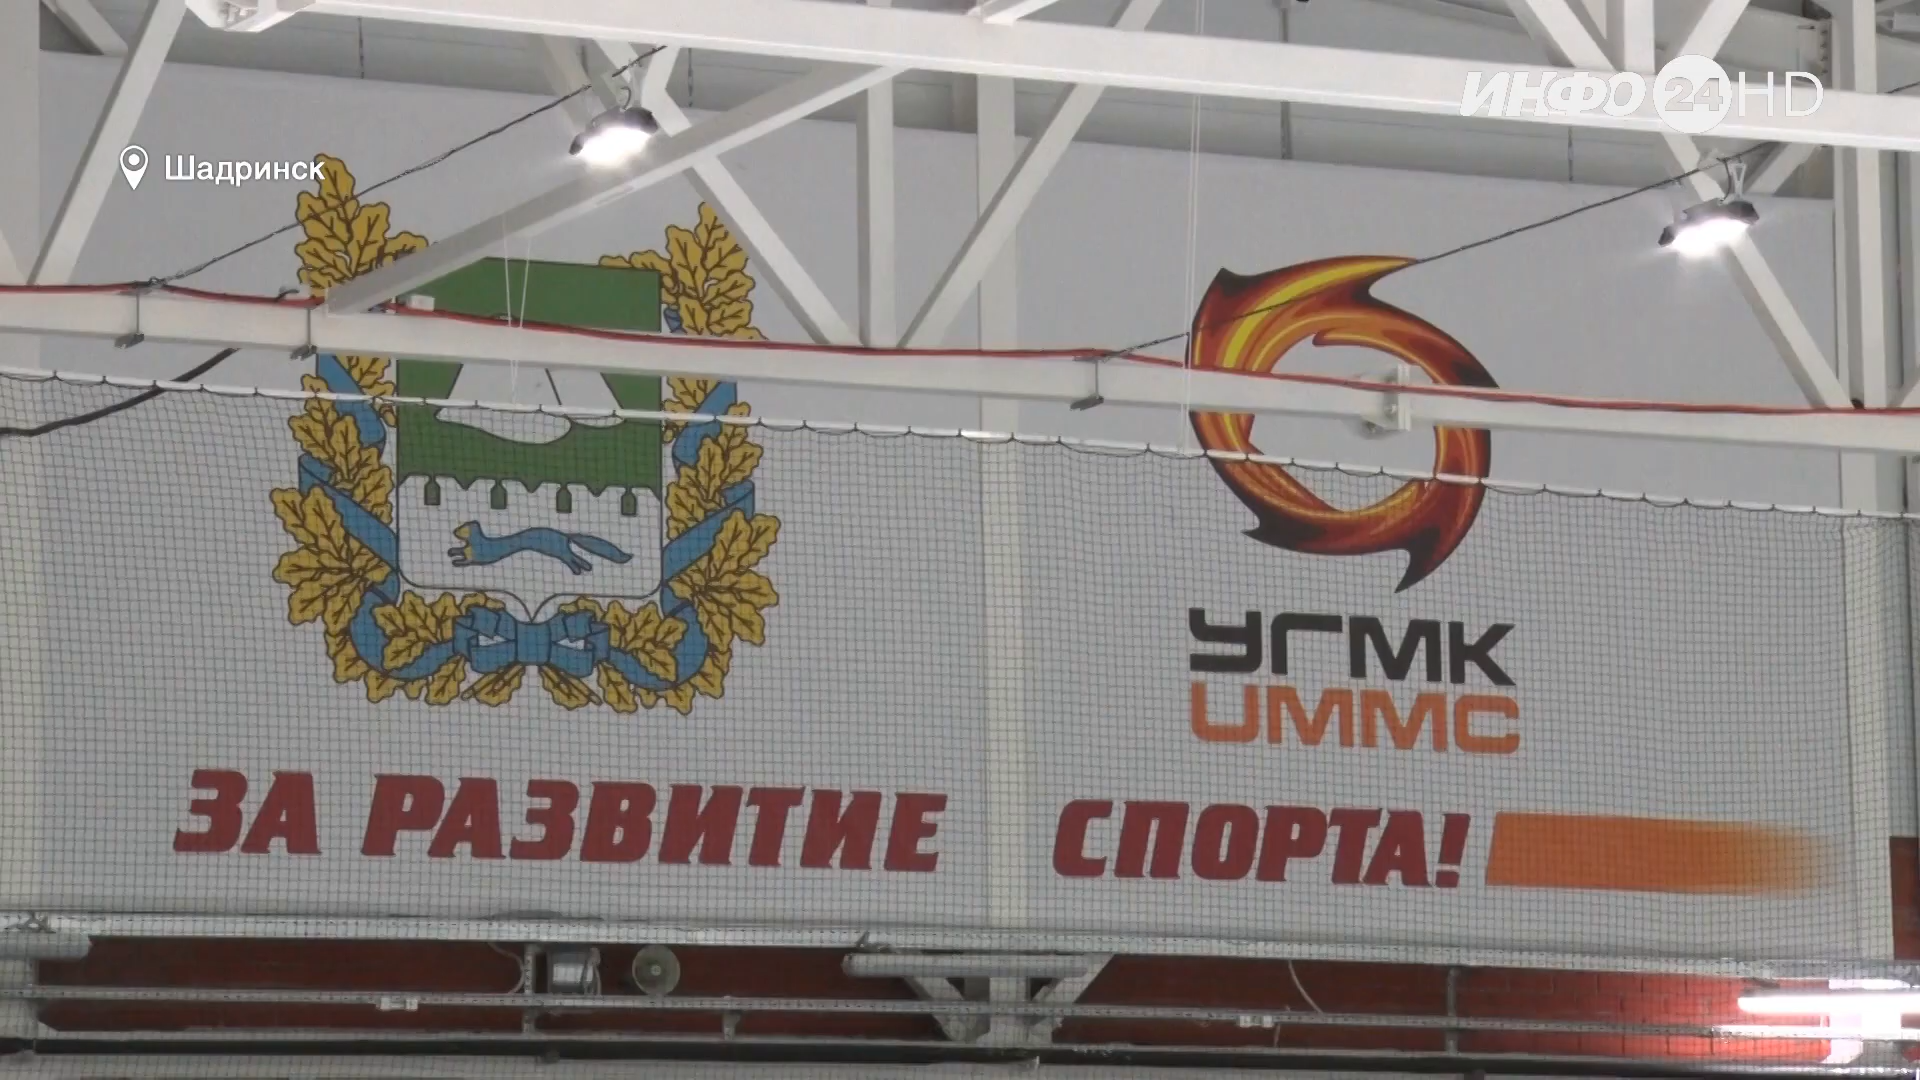 ИНФО 24 HD
Шадринск
УГМК
UMMC
ЗА РАЗВИТИЕ СПОРТА!